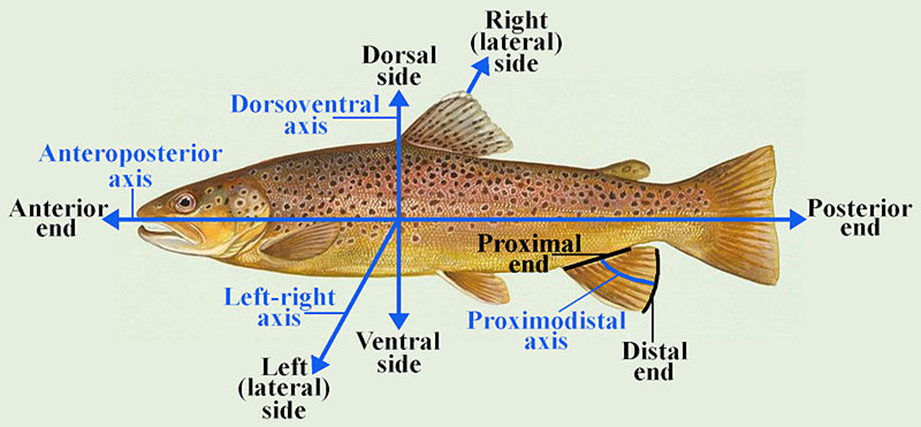 Right
(lateral)
side
Dorsal
side
Dorsoventral
axis
Anteroposterior
axis
Anterior
end
Posterior
end
Proximal
end
Left-right
axis
Proximodistal
axis
Ventral
side
Distal
end
Left
(lateral)
side